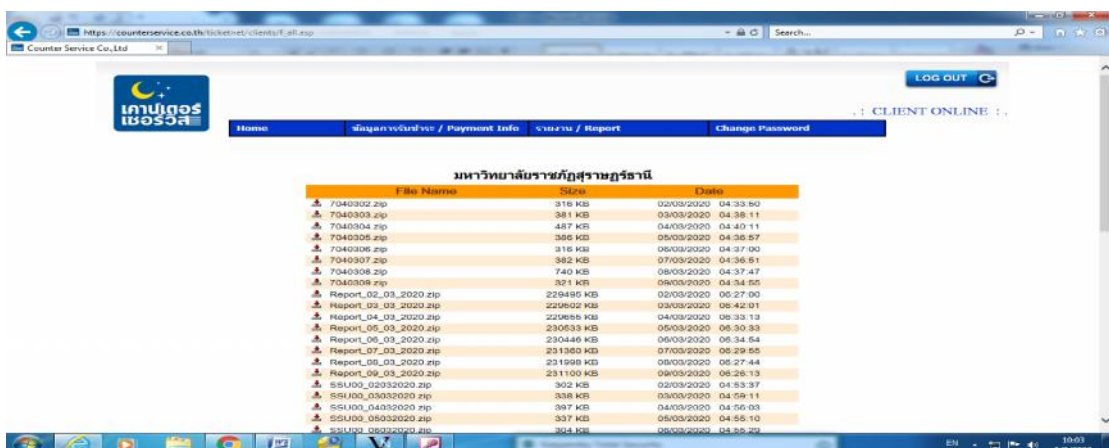 https://counterservice.co.th/ticketnet/clients/f_all.asp
Search...
Counter Service Co.,Ltd
LOG OUT
เคาน์เตอร์
เซอร์วิส
.: CLIENT ONLINE :.
Home ข้อมูลการรับชำระ / Payment Info รายงาน / Report Change Password
มหาวิทยาลัยราชภัฏสุราษฎร์ธานี
File Name Size Date
7040302.zip 316 KB 02/03/2020 04:33:50
7040303.zip 381 KB 03/03/2020 04:38:11
7040304.zip 487 KB 04/03/2020 04:40:11
7040305.zip 386 KB 05/03/2020 04:36:57
7040306.zip 316 KB 06/03/2020 04:37:00
7040307.zip 382 KB 07/03/2020 04:36:51
7040308.zip 740 KB 08/03/2020 04:37:47
7040309.zip 321 KB 09/03/2020 04:34:55
Report_02_03_2020.zip 229495 KB 02/03/2020 06:27:00
Report_03_03_2020.zip 229602 KB 03/03/2020 06:42:01
Report_04_03_2020.zip 229655 KB 04/03/2020 06:33:13
Report_05_03_2020.zip 230533 KB 05/03/2020 06:30:33
Report_06_03_2020.zip 230446 KB 06/03/2020 06:34:54
Report_07_03_2020.zip 231360 KB 07/03/2020 06:29:55
Report_08_03_2020.zip 231998 KB 08/03/2020 06:27:44
Report_09_03_2020.zip 231100 KB 09/03/2020 06:26:13
SSU00_02032020.zip 302 KB 02/03/2020 04:53:37
SSU00_03032020.zip 338 KB 03/03/2020 04:59:11
SSU00_04032020.zip 397 KB 04/03/2020 04:56:03
SSU00_05032020.zip 337 KB 05/03/2020 04:55:10
SSU00_06032020.zip 304 KB 06/03/2020 04:55:29
EN 10:03